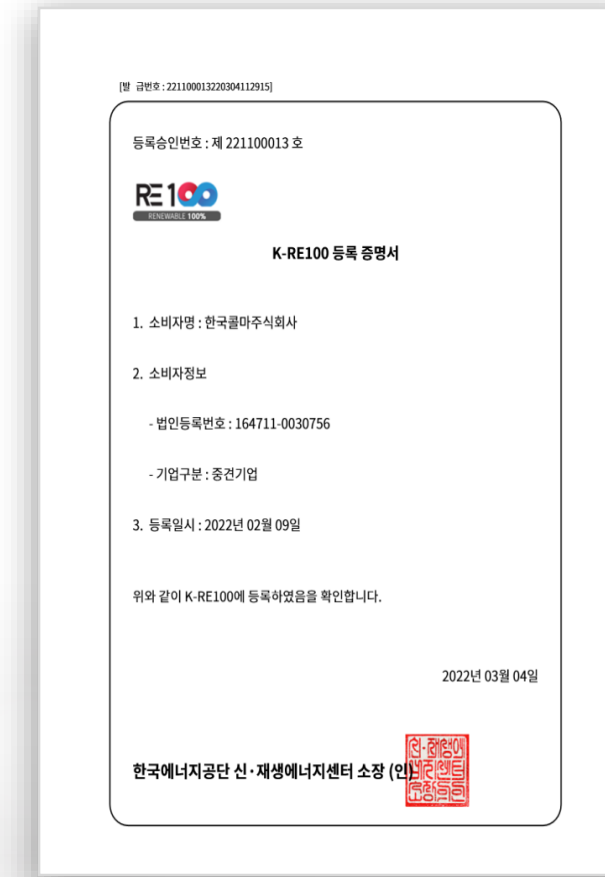 [발 급번호 : 221100013220304112915]
등록승인번호 : 제 221100013 호
RE100
RENEWABLE 100%
K-RE100 등록 증명서
1. 소비자명 : 한국콜마주식회사
2. 소비자정보
- 법인등록번호 : 164711-0030756
- 기업구분 : 중견기업
3. 등록일시 : 2022년 02월 09일
위와 같이 K-RE100에 등록하였음을 확인합니다.
2022년 03월 04일
한국에너지공단 신·재생에너지센터 소장 (인)